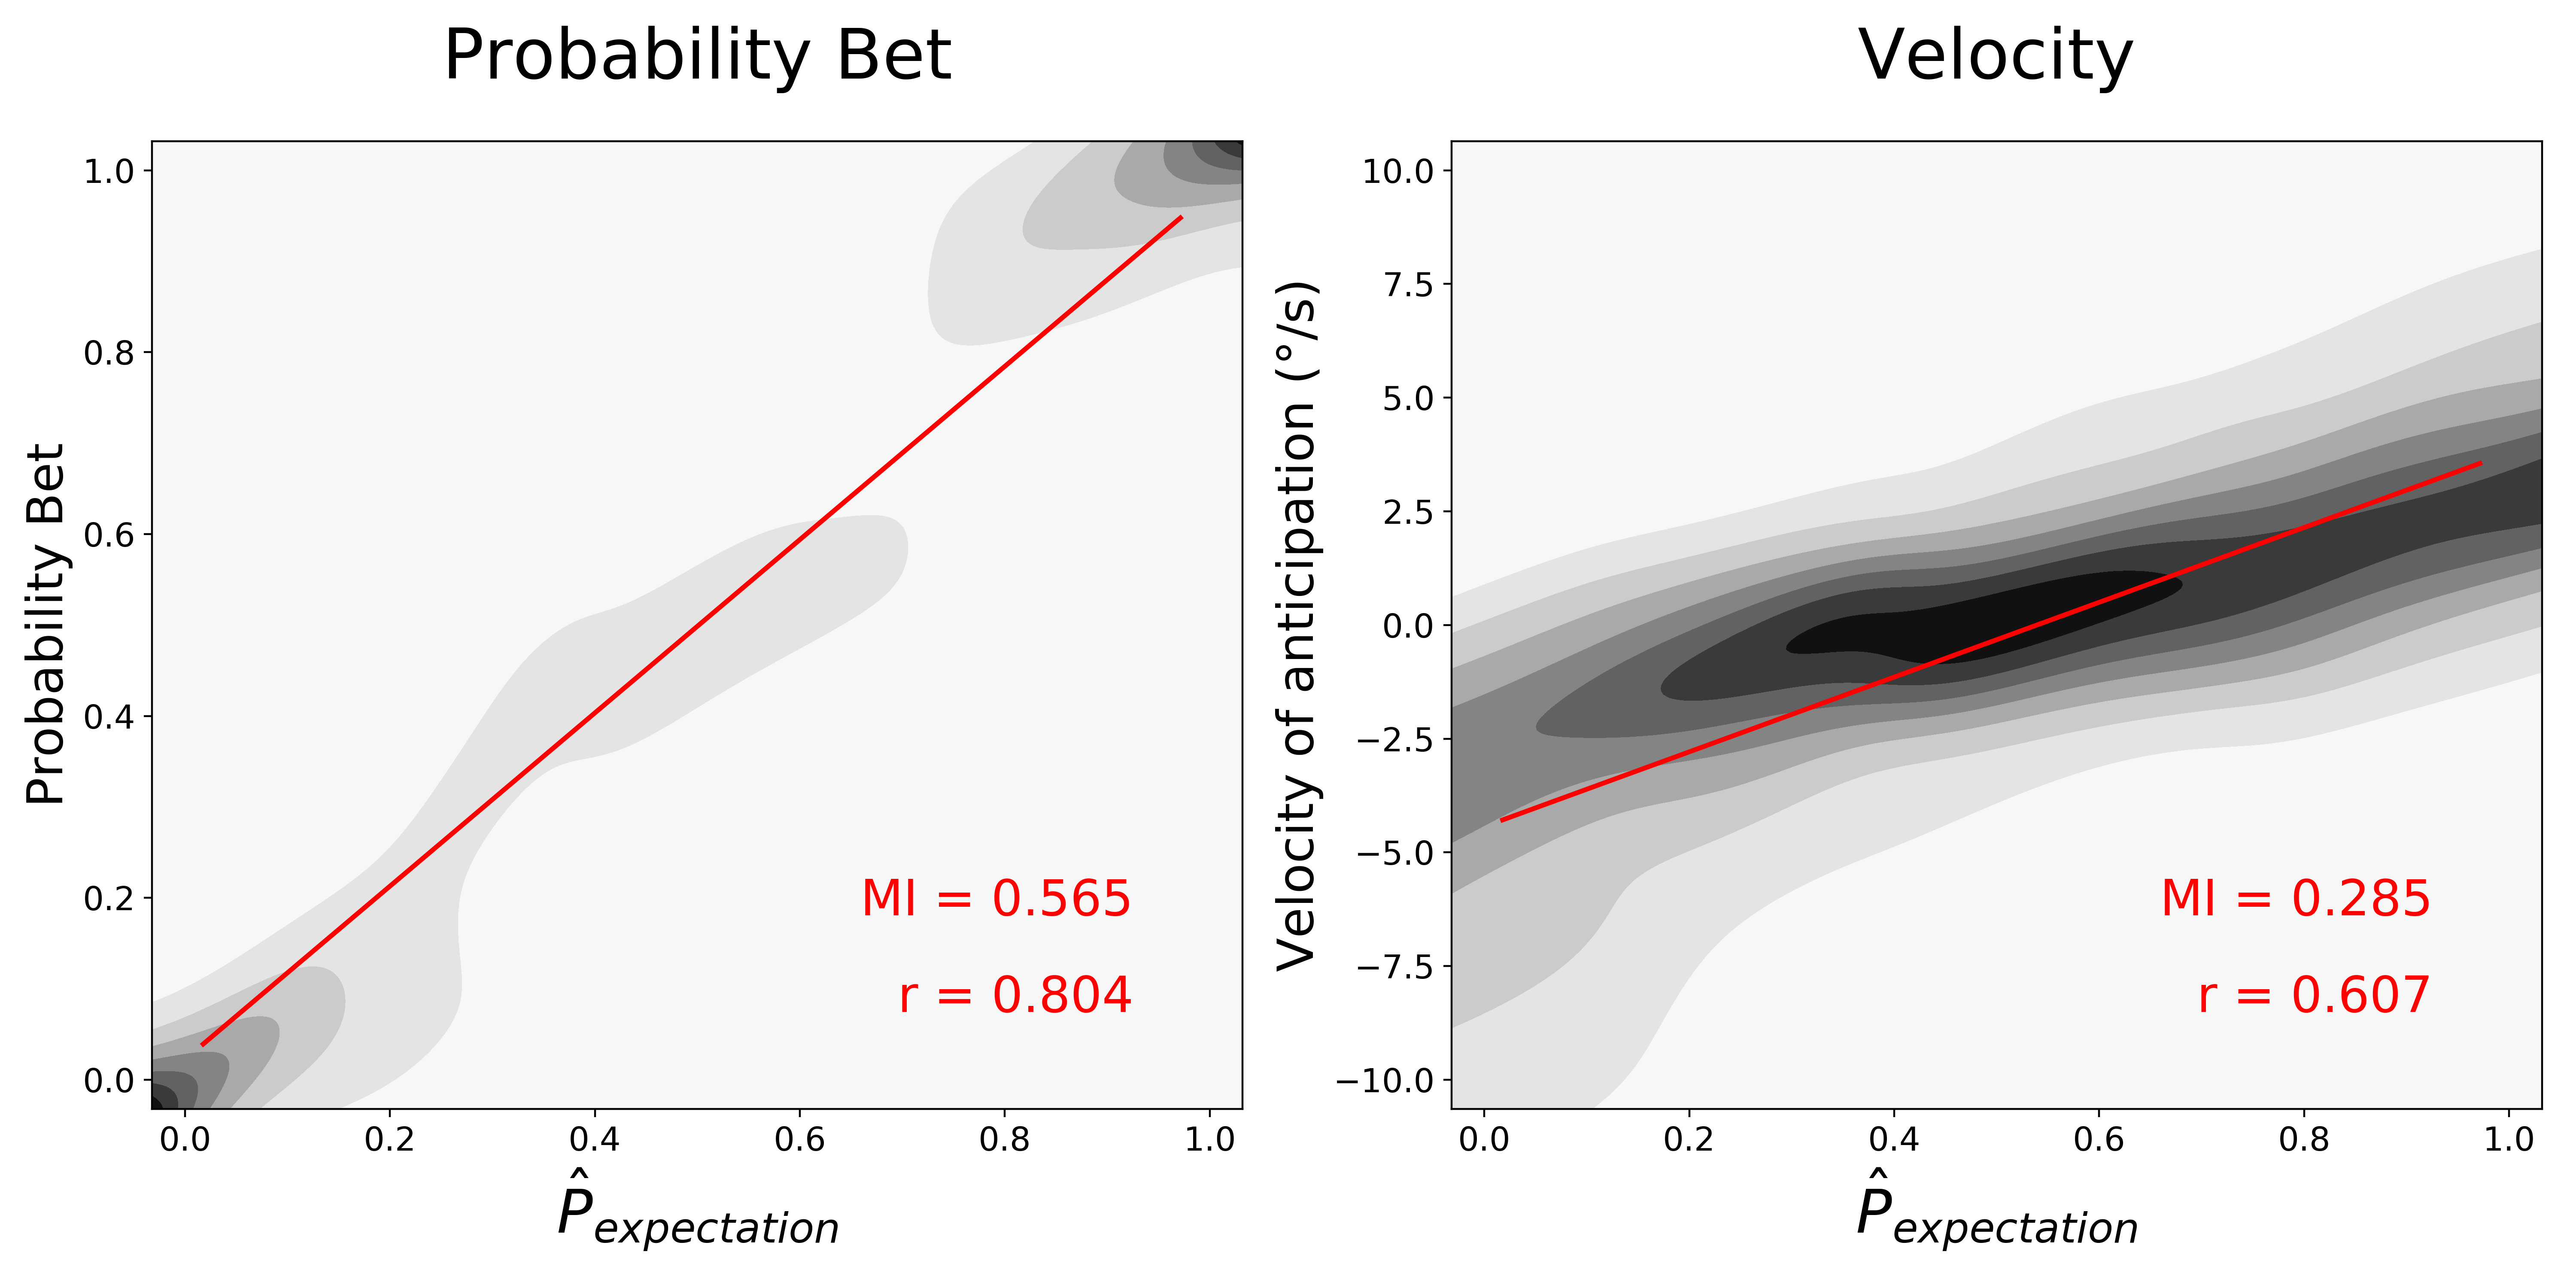 Probability Bet
Velocity
Probability Bet
1.0
0.8
0.6
0.4
0.2
0.0
MI = 0.565
r = 0.804
0.0 0.2 0.4 0.6 0.8 1.0
P̂expectation
Velocity of anticipation (°/s)
10.0
7.5
5.0
2.5
0.0
−2.5
−5.0
−7.5
−10.0
MI = 0.285
r = 0.607
0.0 0.2 0.4 0.6 0.8 1.0
P̂expectation